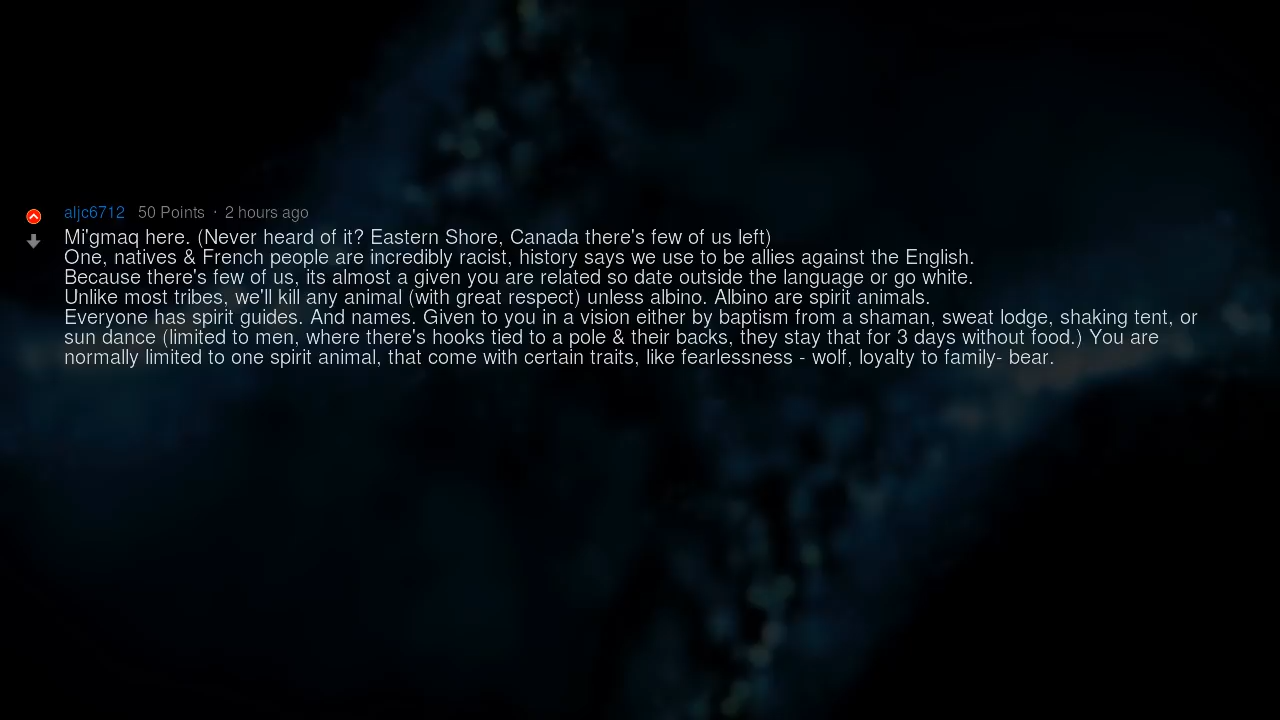 aljc6712 50 Points · 2 hours ago
Mi'gmaq here. (Never heard of it? Eastern Shore, Canada there's few of us left)
One, natives & French people are incredibly racist, history says we use to be allies against the English.
Because there's few of us, its almost a given you are related so date outside the language or go white.
Unlike most tribes, we'll kill any animal (with great respect) unless albino. Albino are spirit animals.
Everyone has spirit guides. And names. Given to you in a vision either by baptism from a shaman, sweat lodge, shaking tent, or
sun dance (limited to men, where there's hooks tied to a pole & their backs, they stay that for 3 days without food.) You are
normally limited to one spirit animal, that come with certain traits, like fearlessness - wolf, loyalty to family- bear.